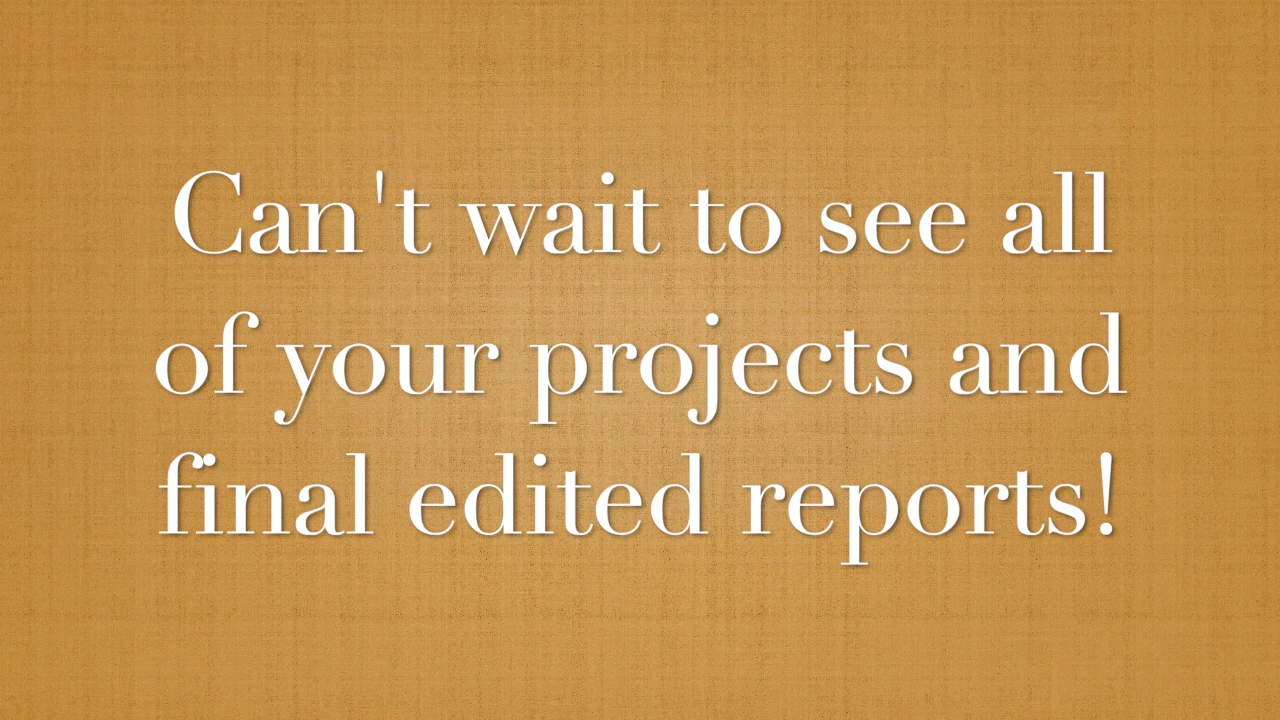 Can't wait to see all
of your projects and
final edited reports!